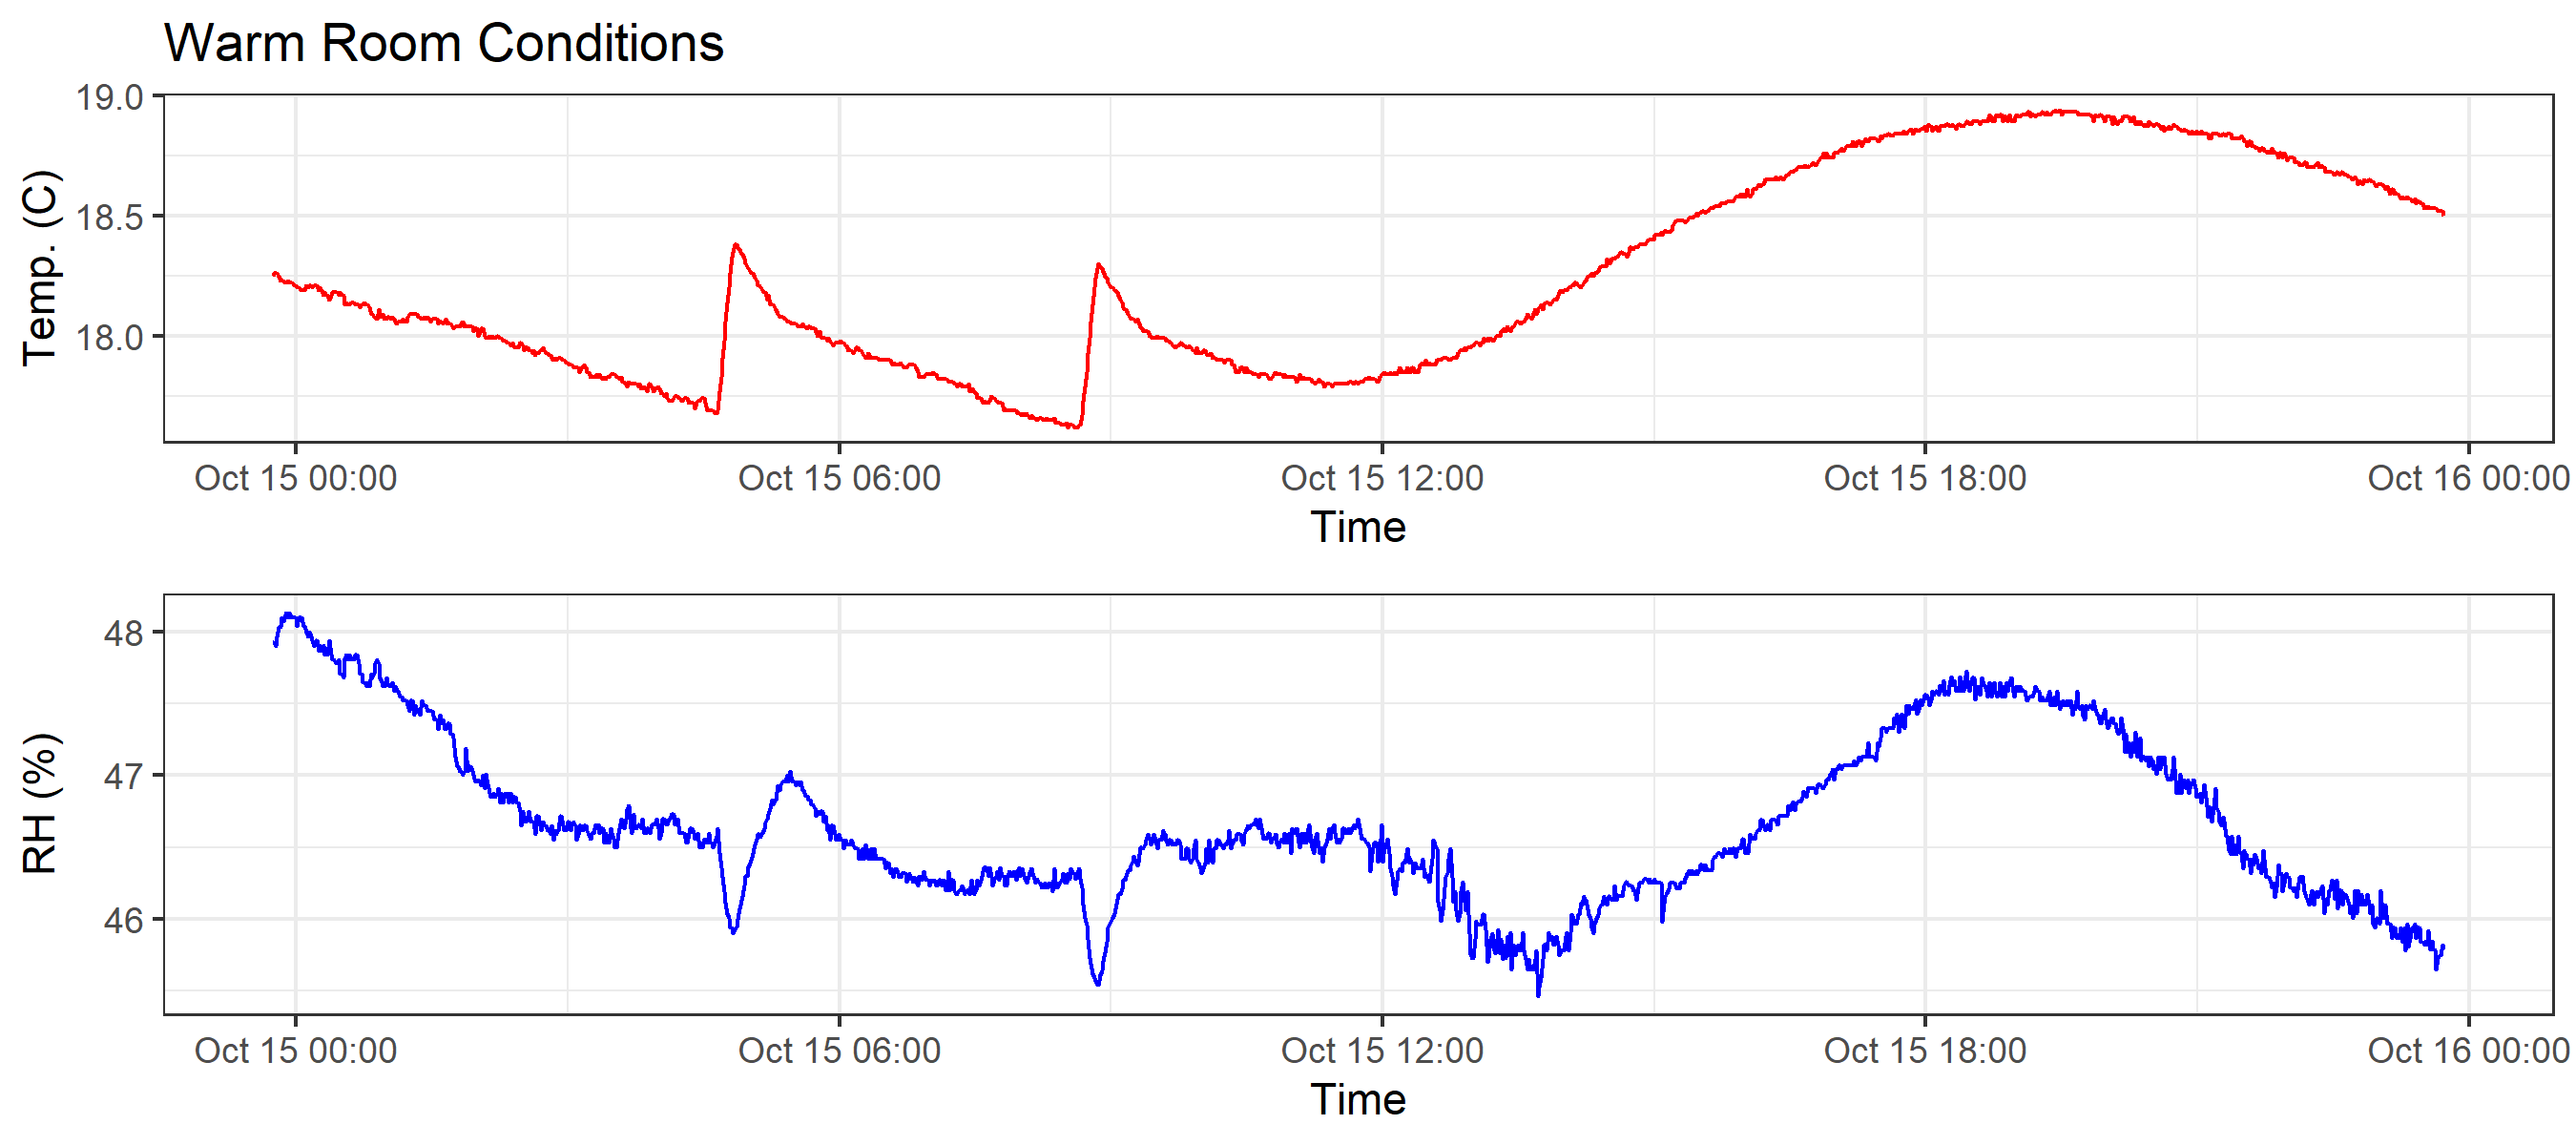 Warm Room Conditions
Temp. (C)
19.0
18.5
18.0
Oct 15 00:00 Oct 15 06:00 Oct 15 12:00 Oct 15 18:00 Oct 16 00:00
Time
RH (%)
48
47
46
Oct 15 00:00 Oct 15 06:00 Oct 15 12:00 Oct 15 18:00 Oct 16 00:00
Time